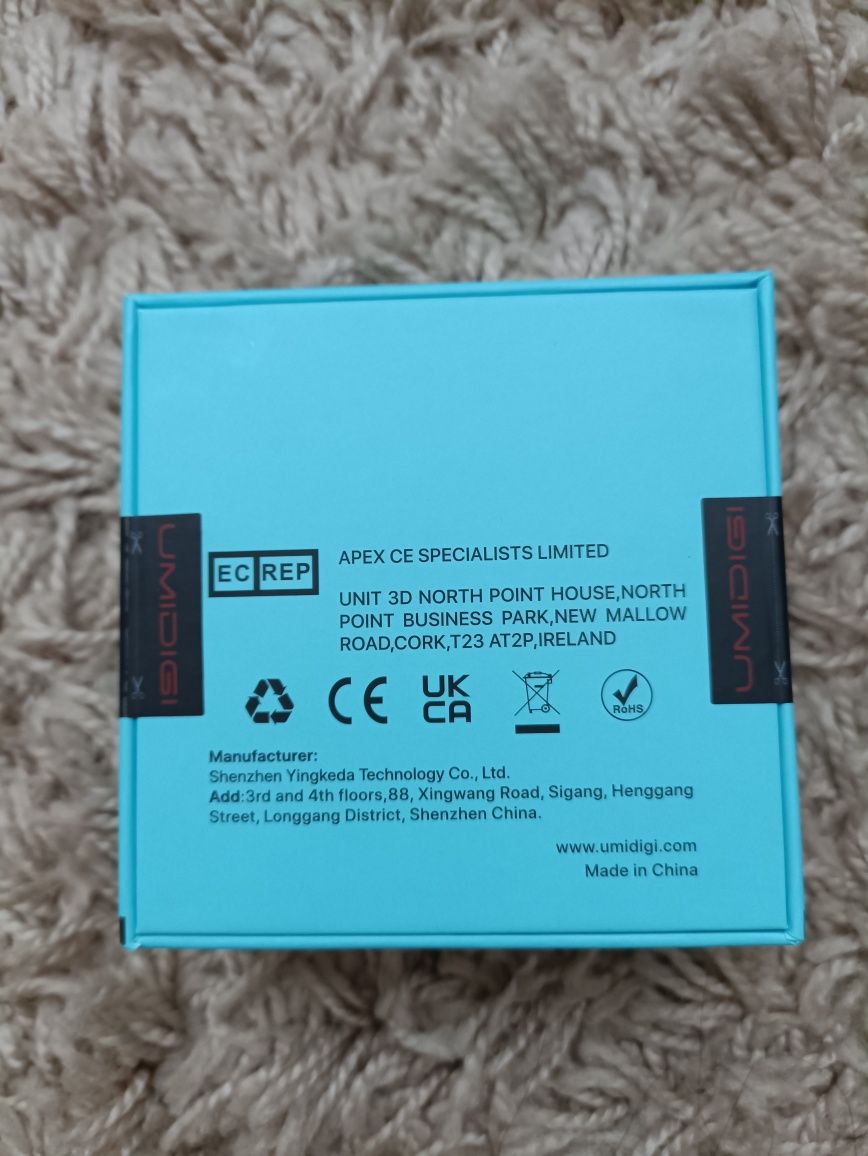 UMIDIGI
UMIDIGI
EC REP
APEX CE SPECIALISTS LIMITED
UNIT 3D NORTH POINT HOUSE,NORTH
POINT BUSINESS PARK,NEW MALLOW
ROAD,CORK,T23 AT2P,IRELAND
CE
UK
CA
RoHS
Manufacturer:
Shenzhen Yingkeda Technology Co., Ltd.
Add:3rd and 4th floors,88, Xingwang Road, Sigang, Henggang
Street, Longgang District, Shenzhen China.
www.umidigi.com
Made in China